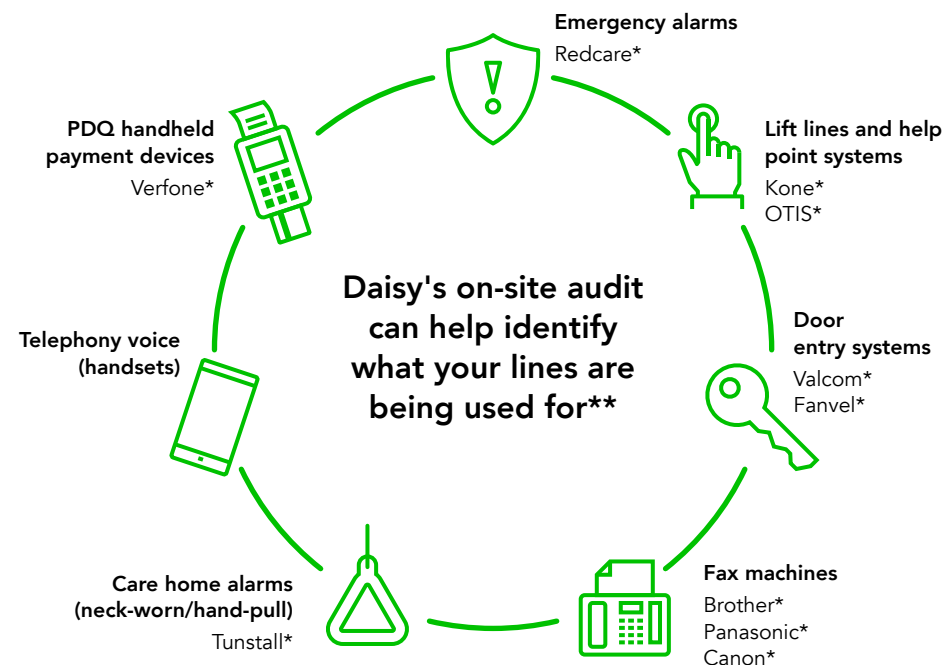 Emergency alarms
Redcare*
Lift lines and help
point systems
Kone*
OTIS*
Door
entry systems
Valcom*
Fanvel*
Fax machines
Brother*
Panasonic*
Canon*
Care home alarms
(neck-worn/hand-pull)
Tunstall*
Telephony voice
(handsets)
PDQ handheld
payment devices
Verfone*
Daisy's on-site audit
can help identify
what your lines are
being used for**